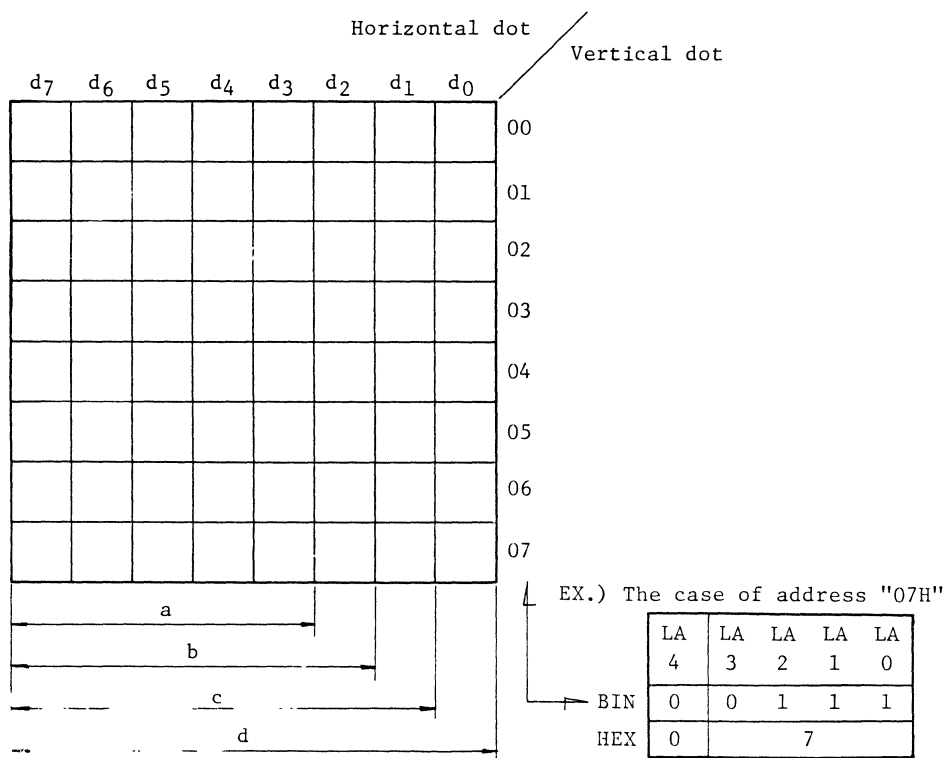 Horizontal dot
Vertical dot
d7 d6 d5 d4 d3 d2 d1 d0
00
01
02
03
04
05
06
07
a
b
c
d
EX.) The case of address "07H"
LA LA LA LA LA
4 3 2 1 0
BIN 0 0 1 1 1
HEX 0 7